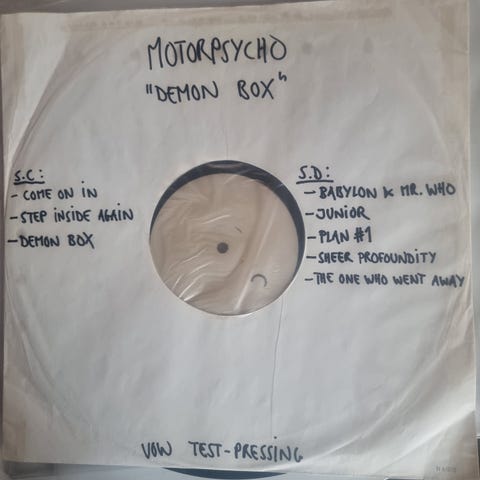 MOTORPSYCHO
"DEMON BOX"
S.C:
- COME ON IN
- STEP INSIDE AGAIN
- DEMON BOX
S.D:
- BABYLON & MR. WHO
- JUNIOR
- PLAN #1
- SHEER PROFOUNDITY
- THE ONE WHO WENT AWAY
VOW TEST-PRESSING